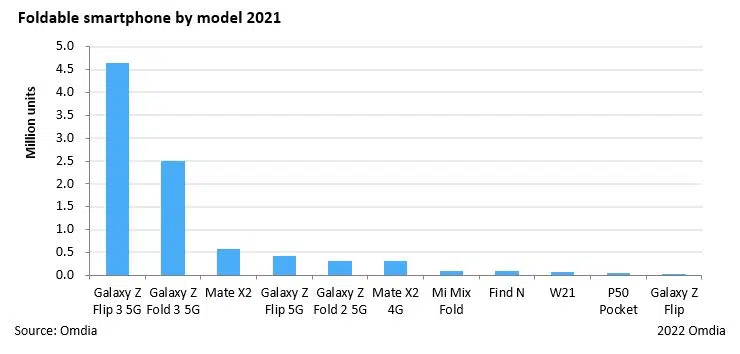 Foldable smartphone by model 2021
5.0
4.5
4.0
3.5
3.0
2.5
2.0
1.5
1.0
0.5
0.0
Million units
Galaxy Z
Flip 3 5G
Galaxy Z
Fold 3 5G
Mate X2
Galaxy Z
Flip 5G
Galaxy Z
Fold 2 5G
Mate X2
4G
Mi Mix
Fold
Find N
W21
P50
Pocket
Galaxy Z
Flip
Source: Omdia
2022 Omdia